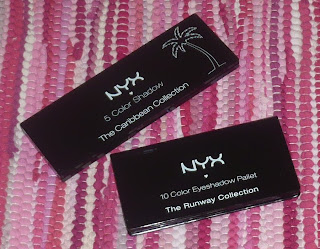 NYX
5 Color Shadow
The Caribbean Collection
NYX
10 Color Eyeshadow Pallet
The Runway Collection